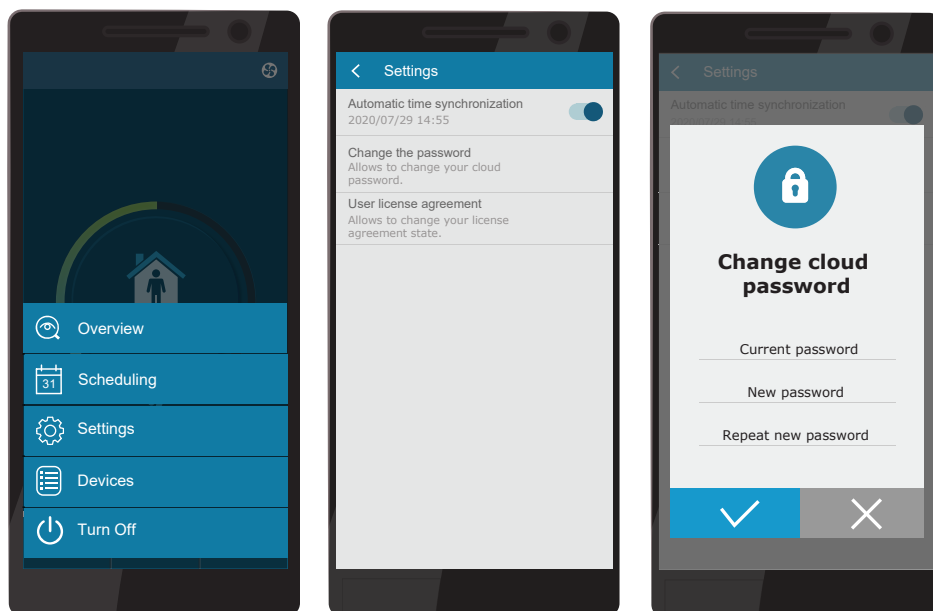 Overview
31
Scheduling
Settings
Devices
Turn Off
Settings
Automatic time synchronization
2020/07/29 14:55
Change the password
Allows to change your cloud
password.
User license agreement
Allows to change your license
agreement state.
Settings
Automatic time synchronization
Change cloud
password
Current password
New password
Repeat new password